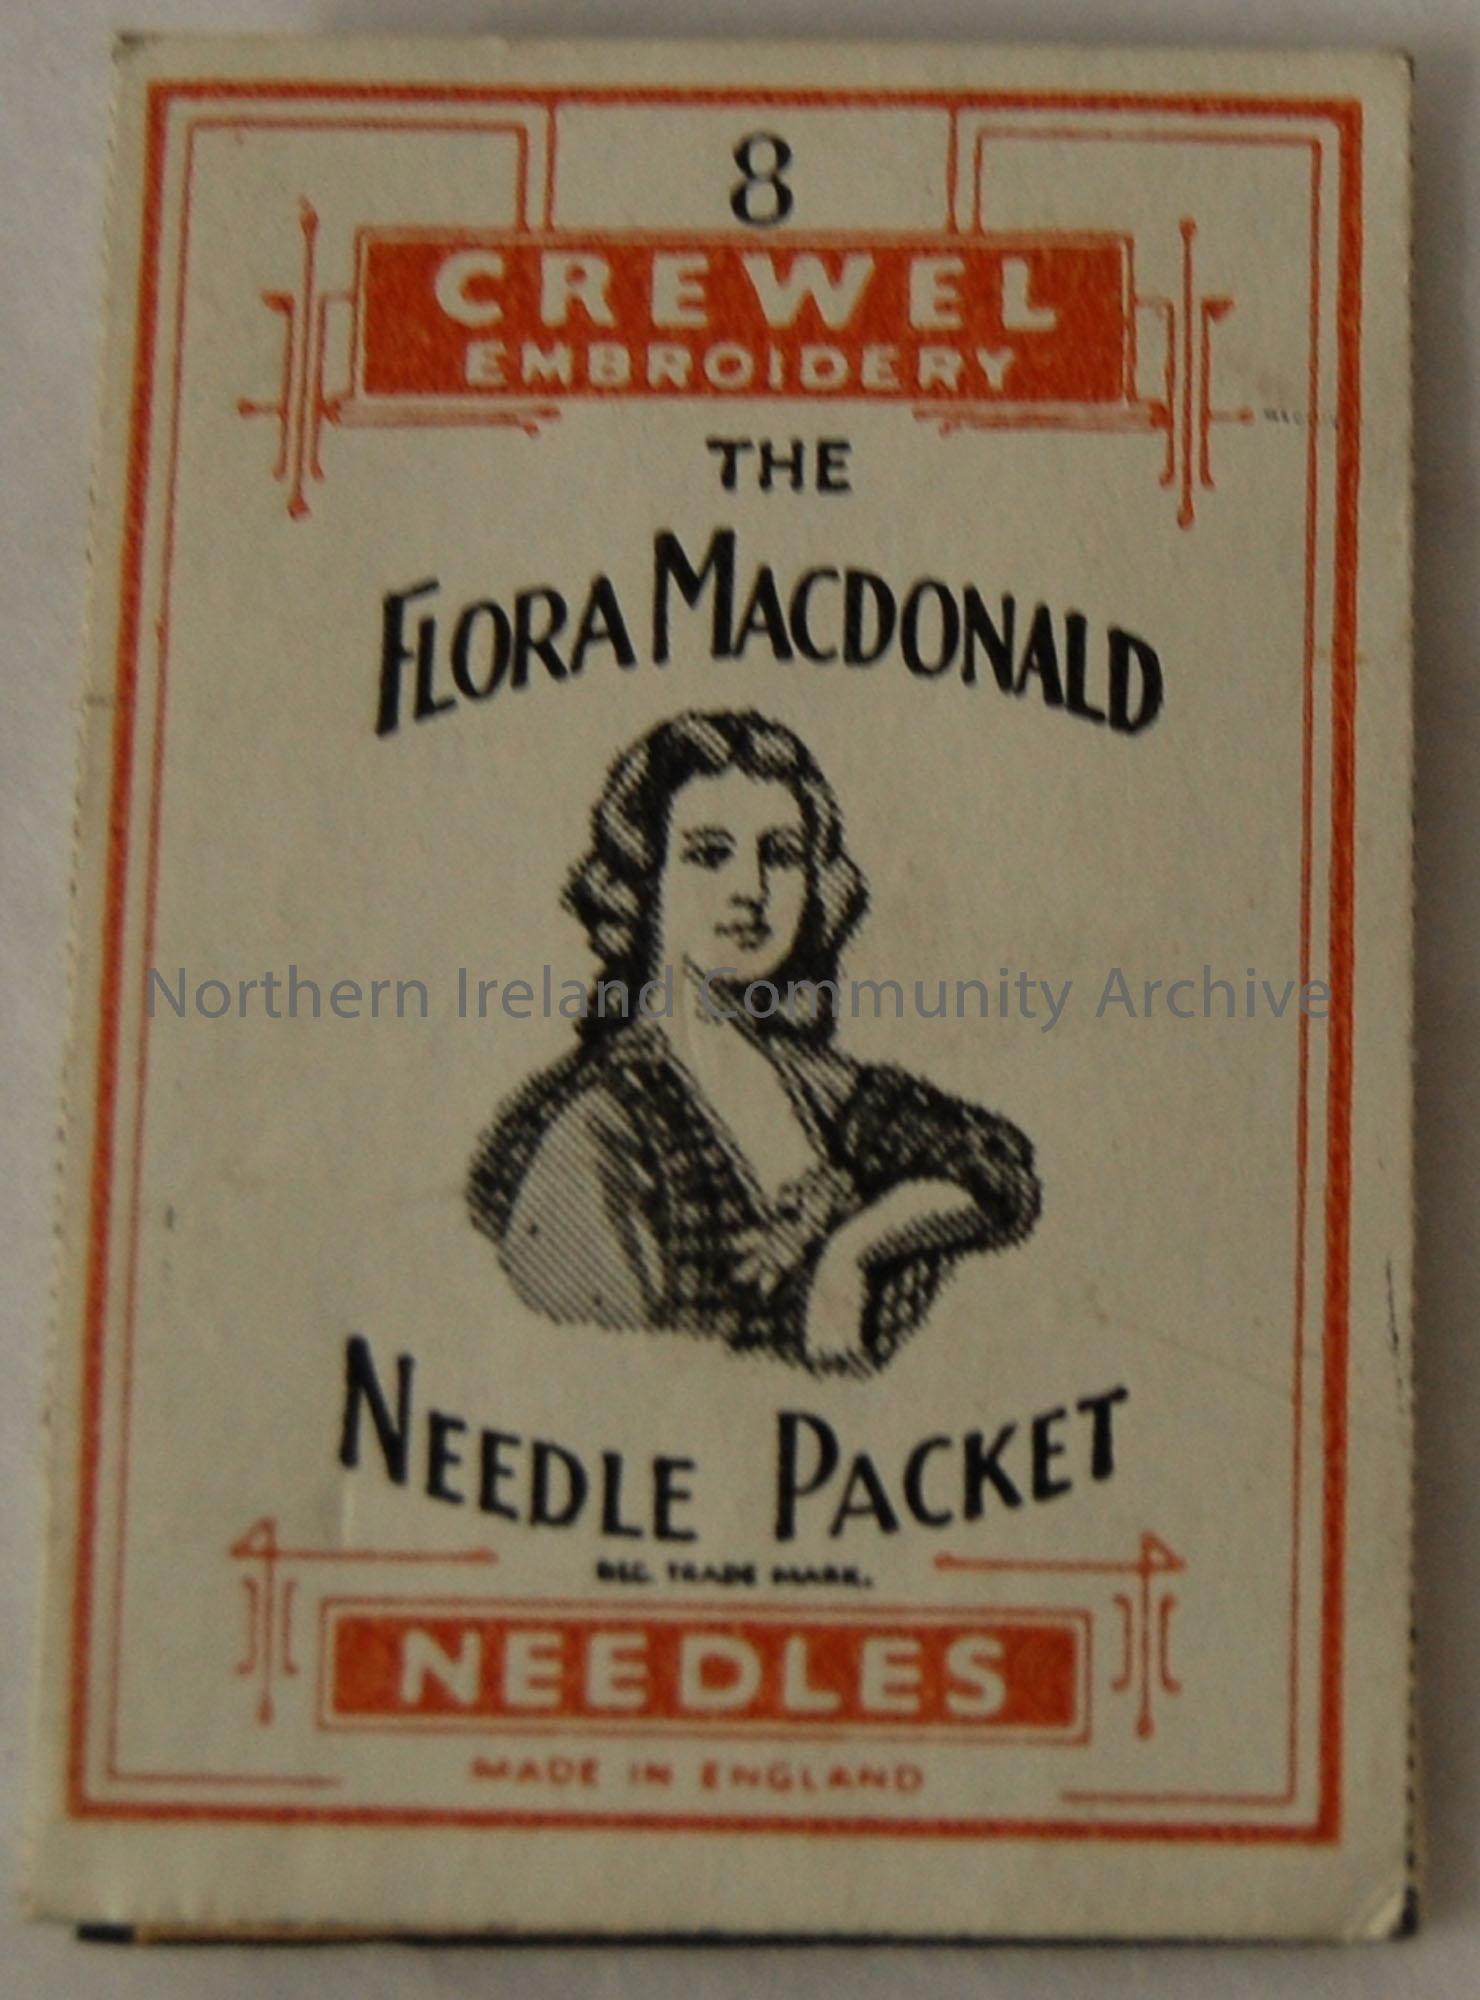 8
CREWEL
EMBROIDERY
THE
FLORA MACDONALD
Northern Ireland Community Archive
NEEDLE PACKET
REG. TRADE MARK.
NEEDLES
MADE IN ENGLAND